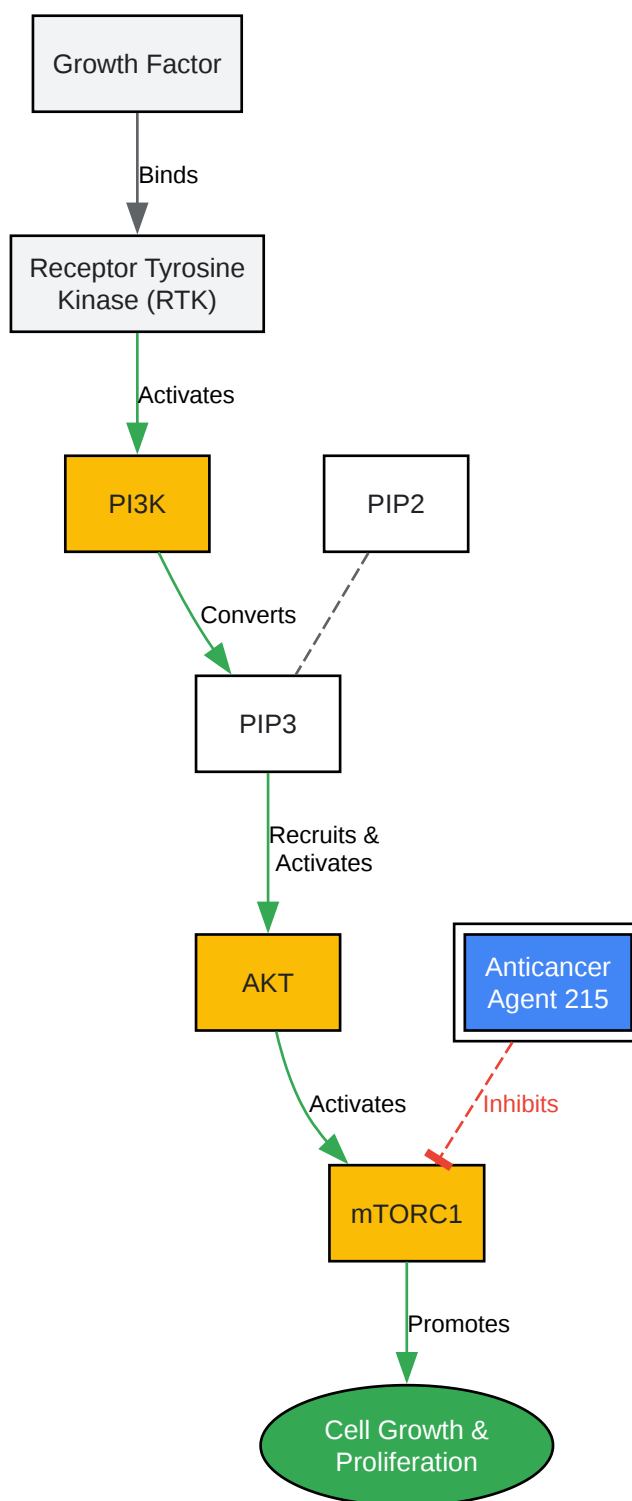 Growth Factor
Binds
Receptor Tyrosine
Kinase (RTK)
Activates
PI3K
PIP2
Converts
PIP3
Recruits &
Activates
AKT
Anticancer
Agent 215
Activates
Inhibits
mTORC1
Promotes
Cell Growth &
Proliferation